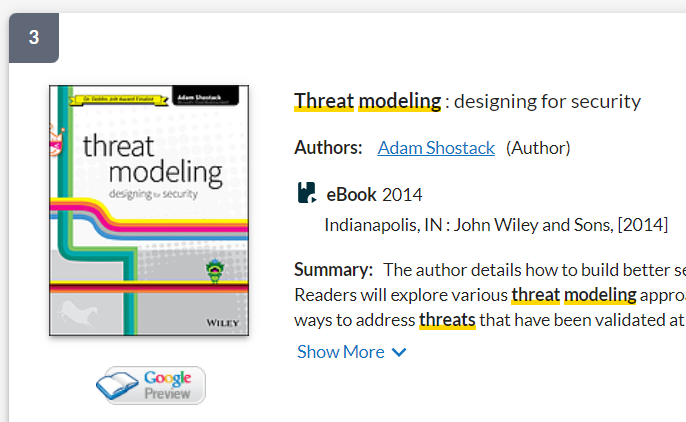 3
Dr. Dobbs Jolt Award Finalist
Adam Shostack
threat
modeling
designing for security
WILEY
Google
Preview
Threat modeling : designing for security
Authors: Adam Shostack (Author)
eBook 2014
Indianapolis, IN : John Wiley and Sons, [2014]
Summary: The author details how to build better se
Readers will explore various threat modeling approa
ways to address threats that have been validated at
Show More